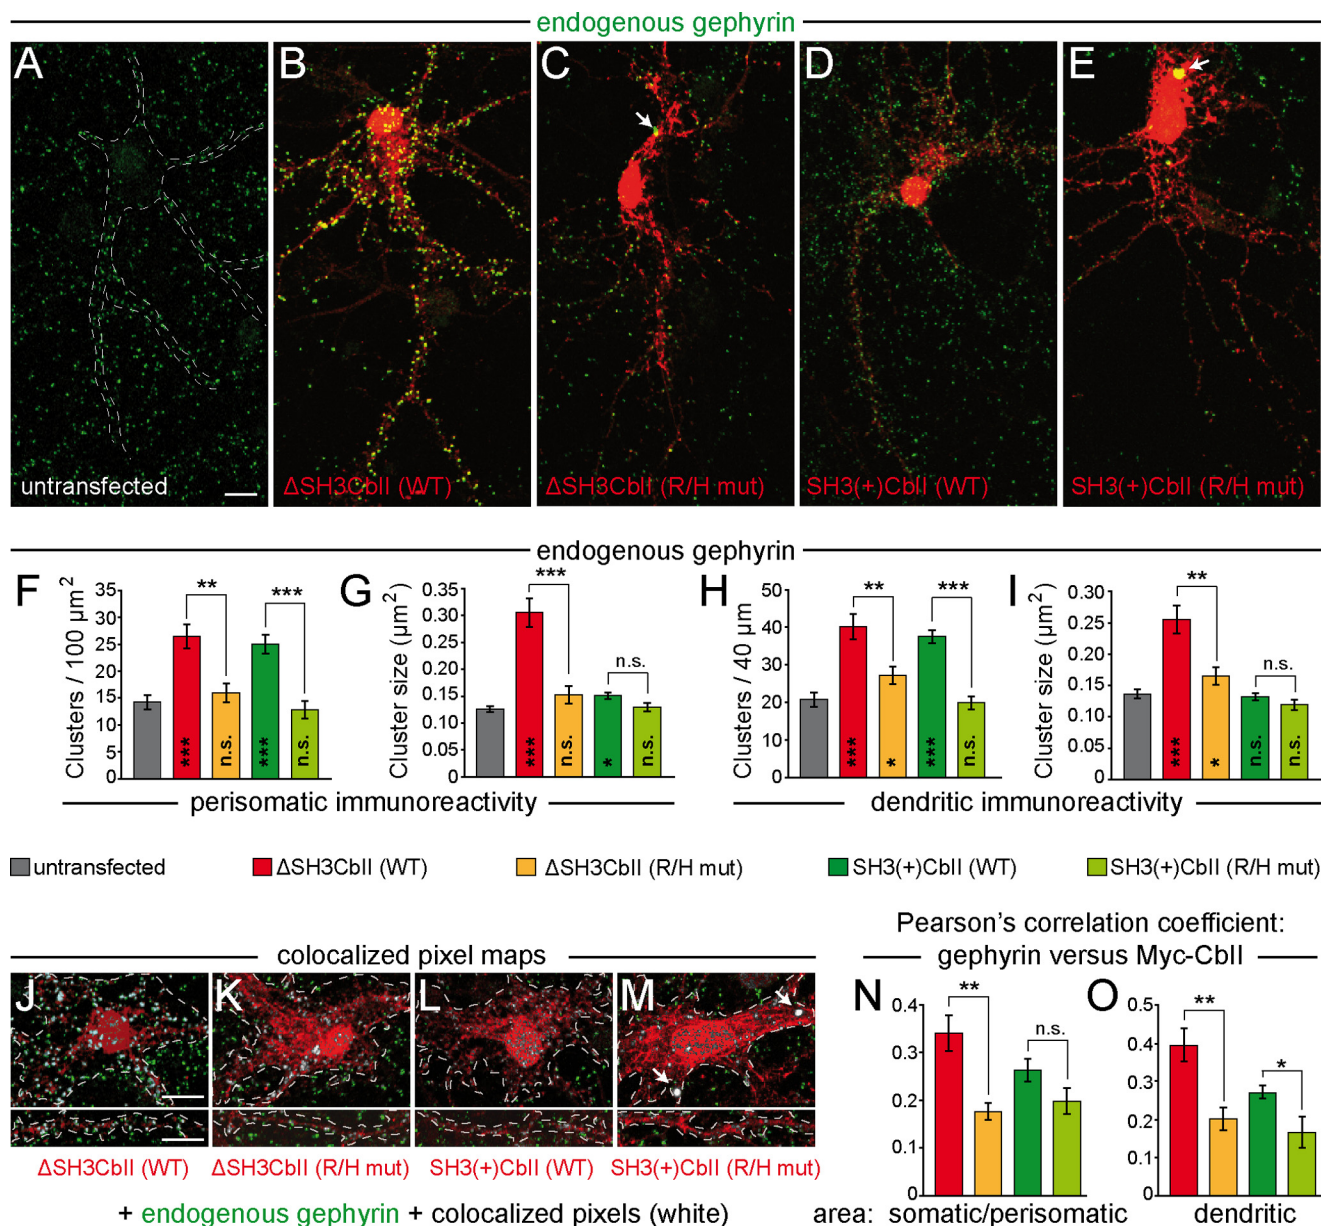 endogenous gephyrin
A
B
C
D
E
untransfected
ΔSH3CbII (WT)
ΔSH3CbII (R/H mut)
SH3(+)CbII (WT)
SH3(+)CbII (R/H mut)
endogenous gephyrin
F
Clusters / 100 µm²
35
30
25
20
15
10
5
0
**
***
***
n.s.
***
n.s.
G
Cluster size (µm²)
0.35
0.30
0.25
0.20
0.15
0.10
0.05
0
***
n.s.
***
n.s.
*
n.s.
perisomatic immunoreactivity
H
Clusters / 40 µm
50
40
30
20
10
0
**
***
***
*
***
n.s.
I
Cluster size (µm²)
0.30
0.25
0.20
0.15
0.10
0.05
0
**
n.s.
***
*
n.s.
n.s.
dendritic immunoreactivity
untransfected
ΔSH3CbII (WT)
ΔSH3CbII (R/H mut)
SH3(+)CbII (WT)
SH3(+)CbII (R/H mut)
colocalized pixel maps
J
K
L
M
ΔSH3CbII (WT)
ΔSH3CbII (R/H mut)
SH3(+)CbII (WT)
SH3(+)CbII (R/H mut)
+ endogenous gephyrin + colocalized pixels (white)
Pearson's correlation coefficient:
gephyrin versus Myc-CbII
N
0.4
0.3
0.2
0.1
0
**
n.s.
O
0.5
0.4
0.3
0.2
0.1
0
**
*
area: somatic/perisomatic
dendritic